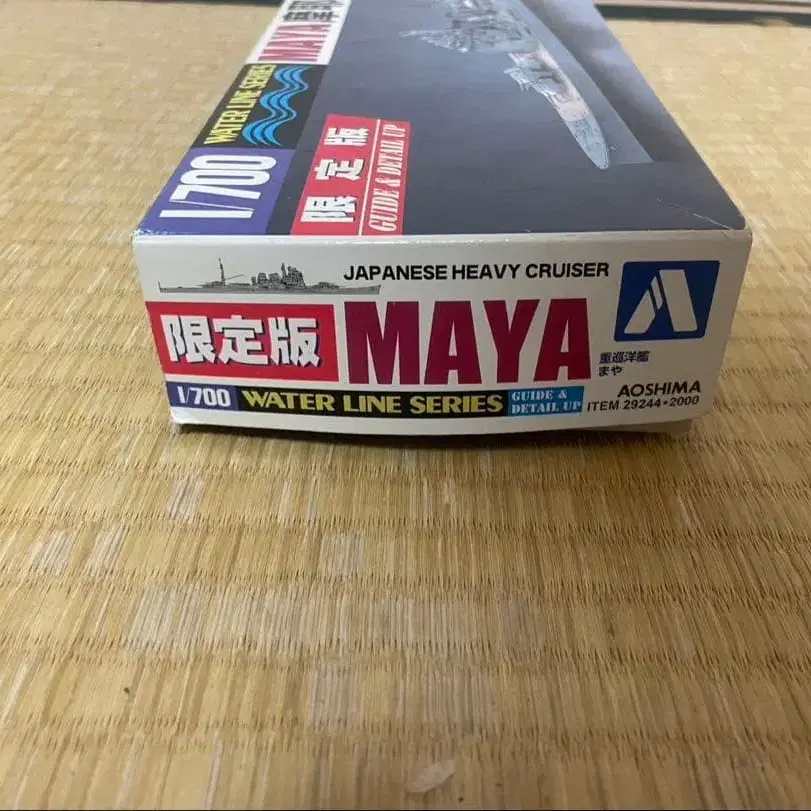 MAYA
WATER LINE SERIES
1/700
限定版
GUIDE & DETAIL UP
JAPANESE HEAVY CRUISER
限定版
MAYA
重巡洋艦
まや
1/700
WATER LINE SERIES
GUIDE &
DETAIL UP
AOSHIMA
ITEM 29244•2000